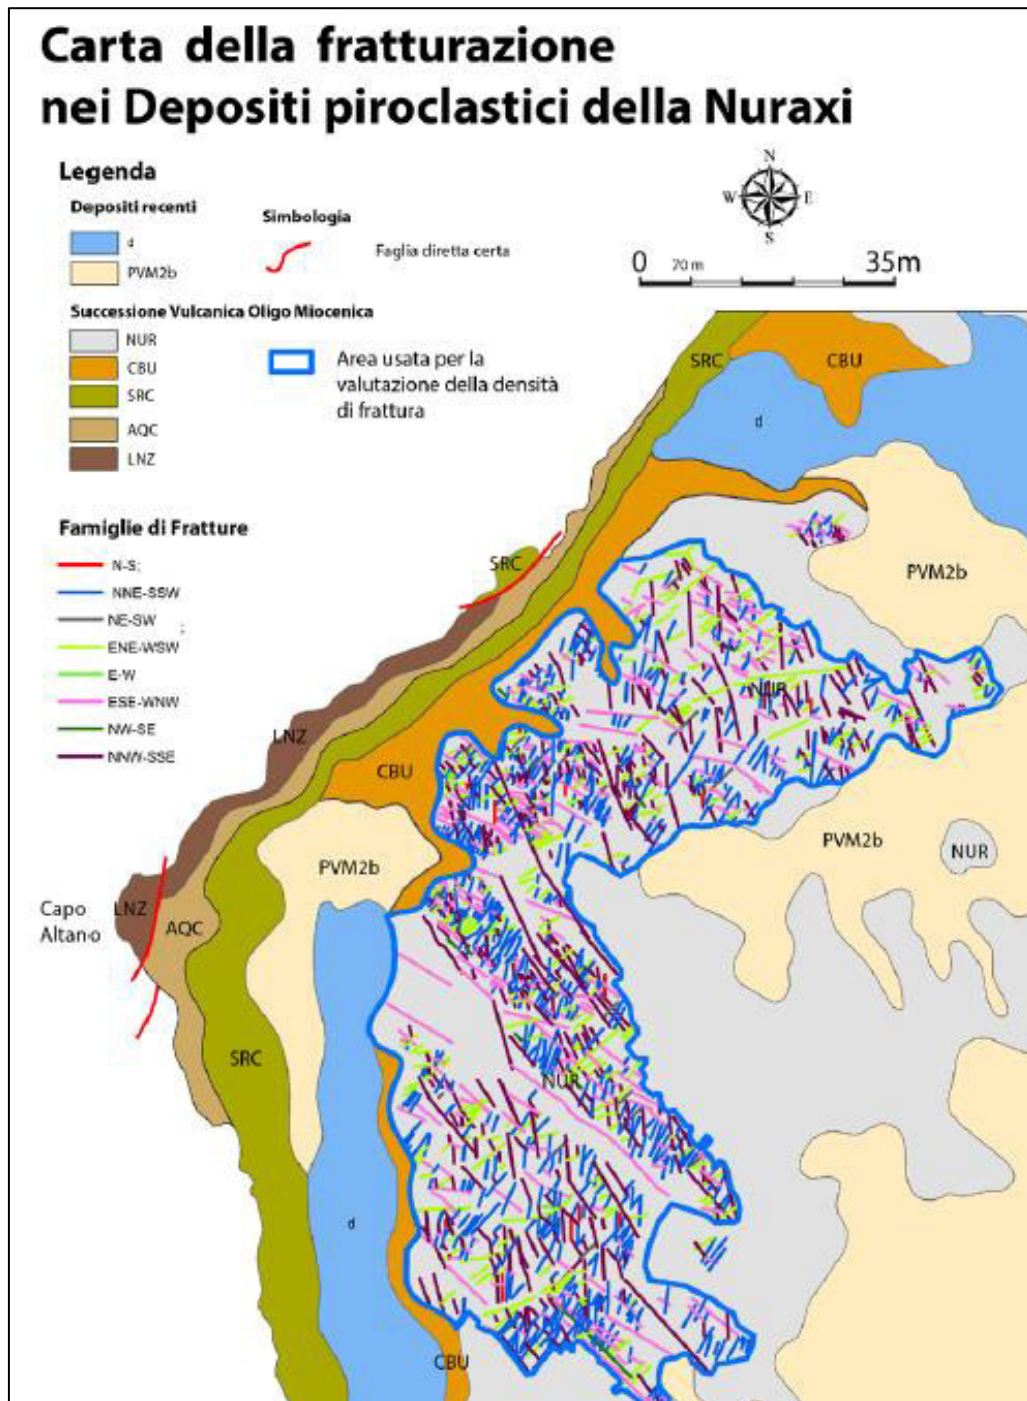 Carta della fratturazione
nei Depositi piroclastici della Nuraxi
Legenda
Depositi recenti
d
PVM2b
Simbologia
Faglia diretta certa
N
W E
S
0 70 m 35m
Successione Vulcanica Oligo Miocenica
NUR
CBU
SRC
AQC
LNZ
Area usata per la
valutazione della densità
di frattura
Famiglie di Fratture
N-S;
NNE-SSW
NE-SW ;
ENE-WSW
E-W
ESE-WNW
NW-SE
NNW-SSE
SRC
CBU
d
SRC
PVM2b
NUR
LNZ
CBU
PVM2b
NUR
PVM2b
Capo
Altano
LNZ
AQC
SRC
NUR
d
CBU